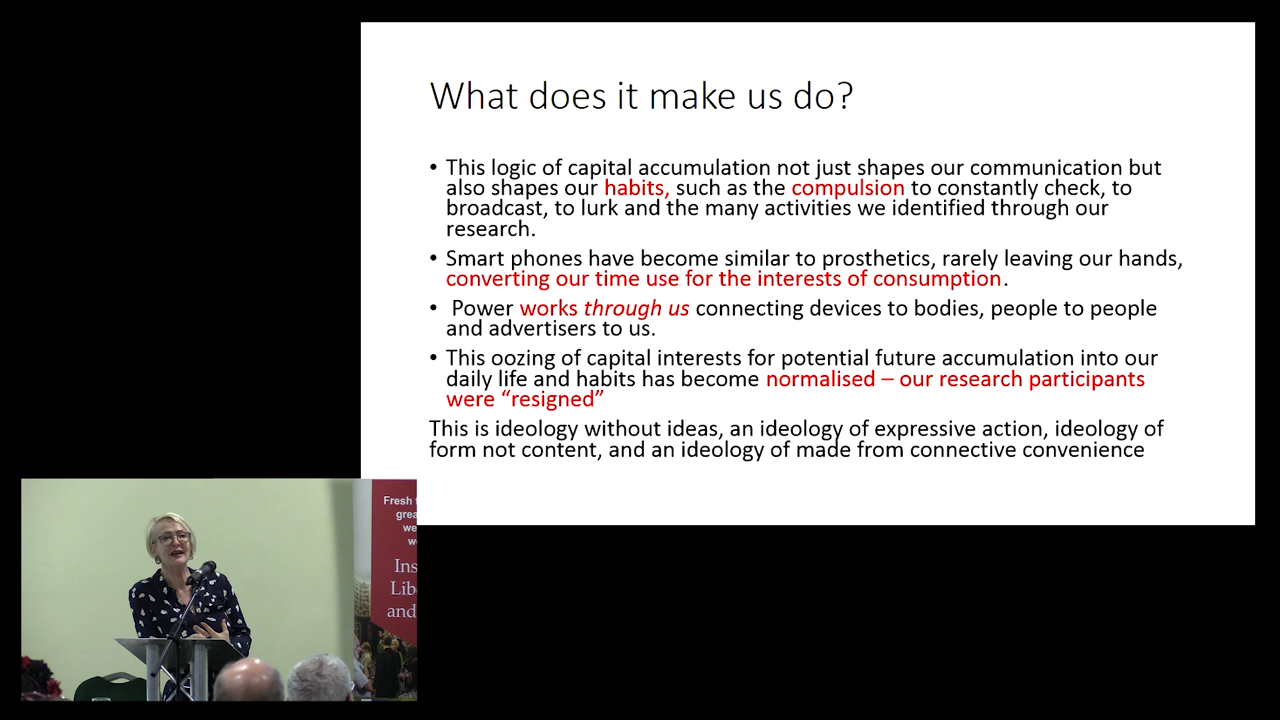 What does it make us do?
• This logic of capital accumulation not just shapes our communication but
also shapes our habits, such as the compulsion to constantly check, to
broadcast, to lurk and the many activities we identified through our
research.
• Smart phones have become similar to prosthetics, rarely leaving our hands,
converting our time use for the interests of consumption.
• Power works through us connecting devices to bodies, people to people
and advertisers to us.
• This oozing of capital interests for potential future accumulation into our
daily life and habits has become normalised – our research participants
were “resigned”
This is ideology without ideas, an ideology of expressive action, ideology of
form not content, and an ideology of made from connective convenience
Fresh
grea
we
Ins
Lib
and